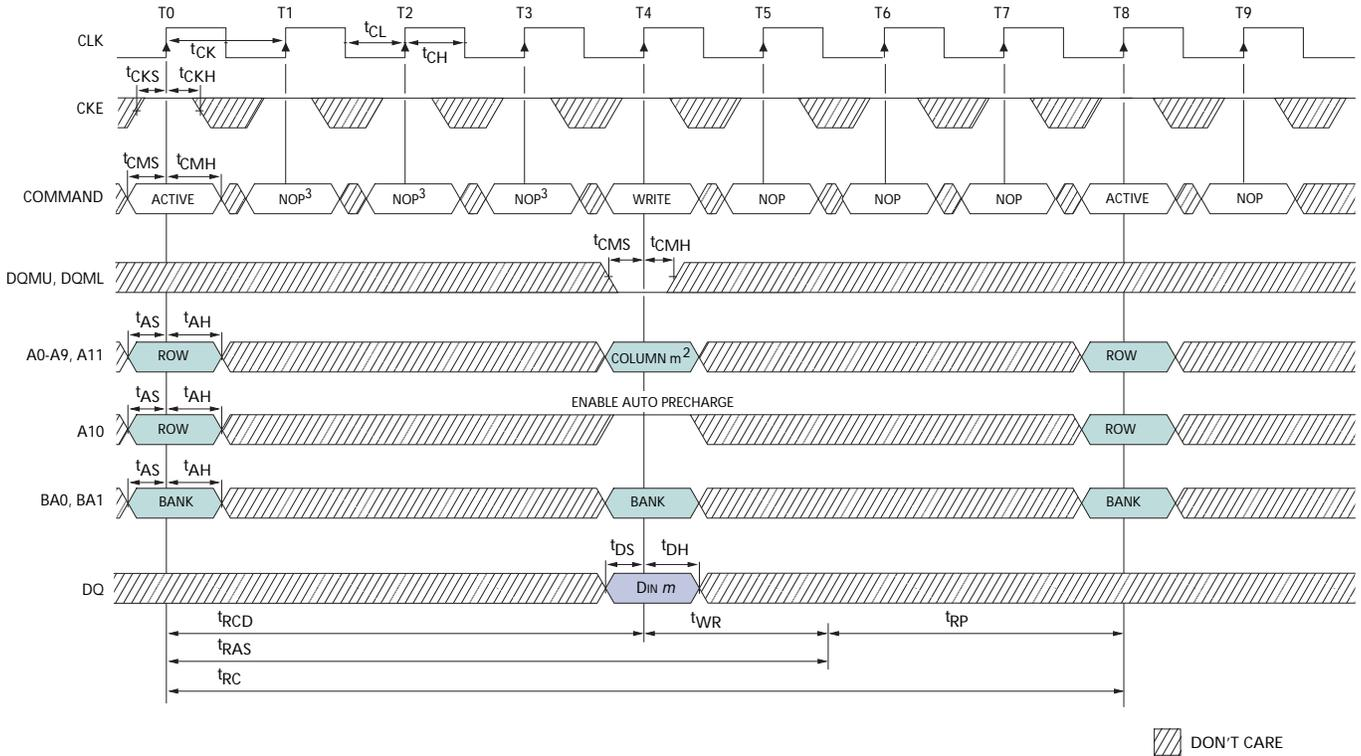 T0 T1 T2 T3 T4 T5 T6 T7 T8 T9
CLK tCK tCL tCH
tCKS tCKH
CKE
tCMS tCMH
COMMAND ACTIVE NOP3 NOP3 NOP3 WRITE NOP NOP NOP ACTIVE NOP
tCMS tCMH
DQMU, DQML
tAS tAH
A0-A9, A11 ROW COLUMN m2 ROW
tAS tAH ENABLE AUTO PRECHARGE
A10 ROW ROW
tAS tAH
BA0, BA1 BANK BANK BANK
tDS tDH
DQ DIN m
tRCD tWR tRP
tRAS
tRC
DON'T CARE